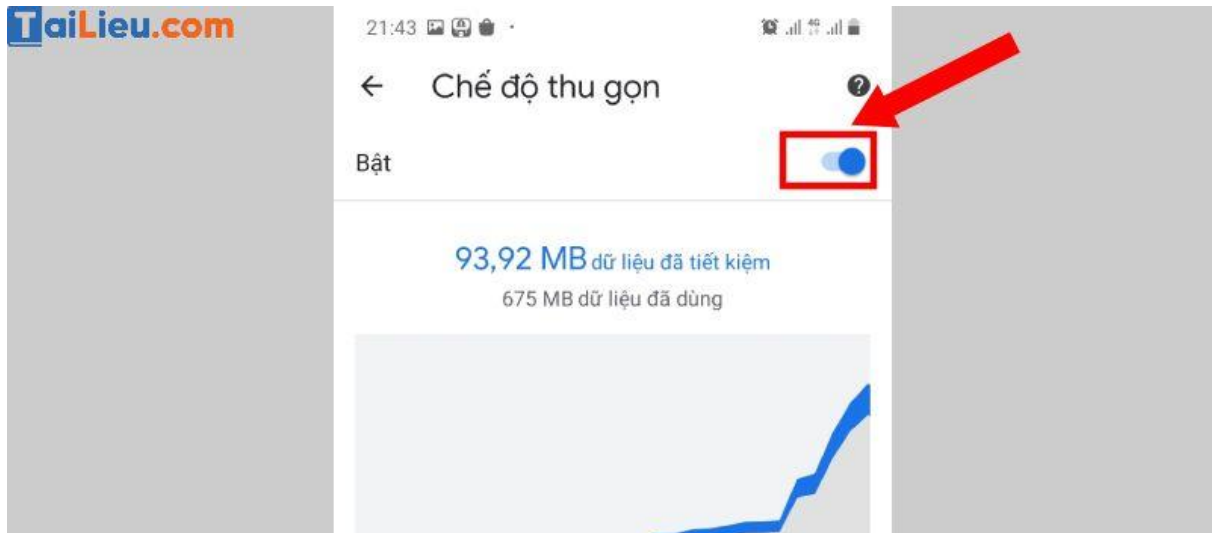 TaiLieu.com
21:43
4G
Chế độ thu gọn
Bật
93,92 MB dữ liệu đã tiết kiệm
675 MB dữ liệu đã dùng